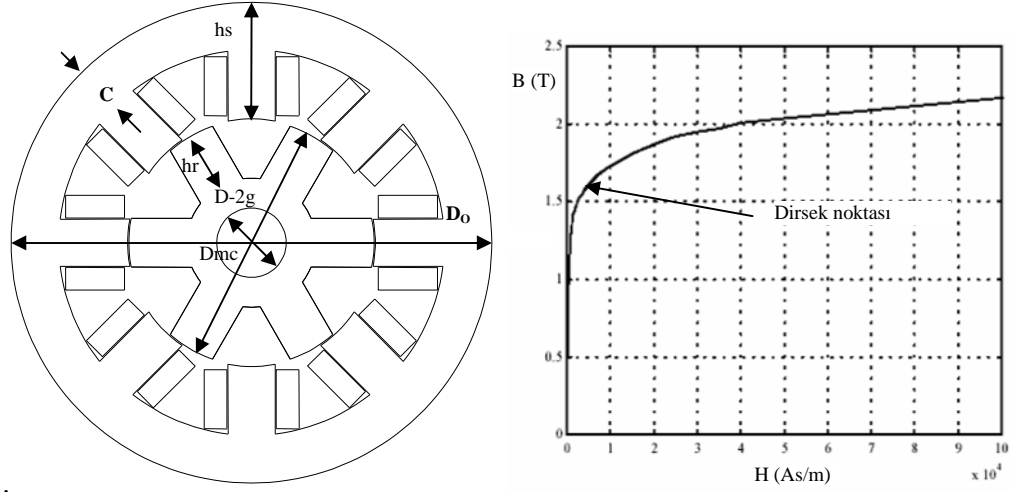 hs
C
hr
D-2g
Dmc
D₀
.
B (T)
2.5
2
1.5
1
0.5
0
Dirsek noktası
0 1 2 3 4 5 6 7 8 9 10
H (As/m)
x 10⁴